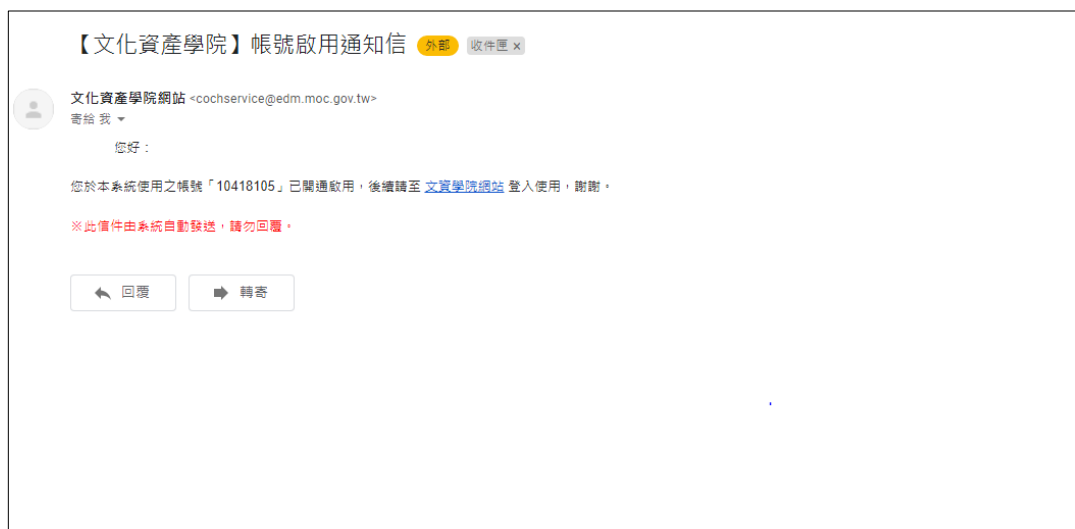 【文化資產學院】帳號啟用通知信 外部 收件匣 x
文化資產學院網站 <cochservice@edm.moc.gov.tw>
寄給 我
您好：
您於本系統使用之帳號「10418105」已開通啟用，後續請至 文資學院網站 登入使用，謝謝。
※此信件由系統自動發送，請勿回覆。
回覆 轉寄